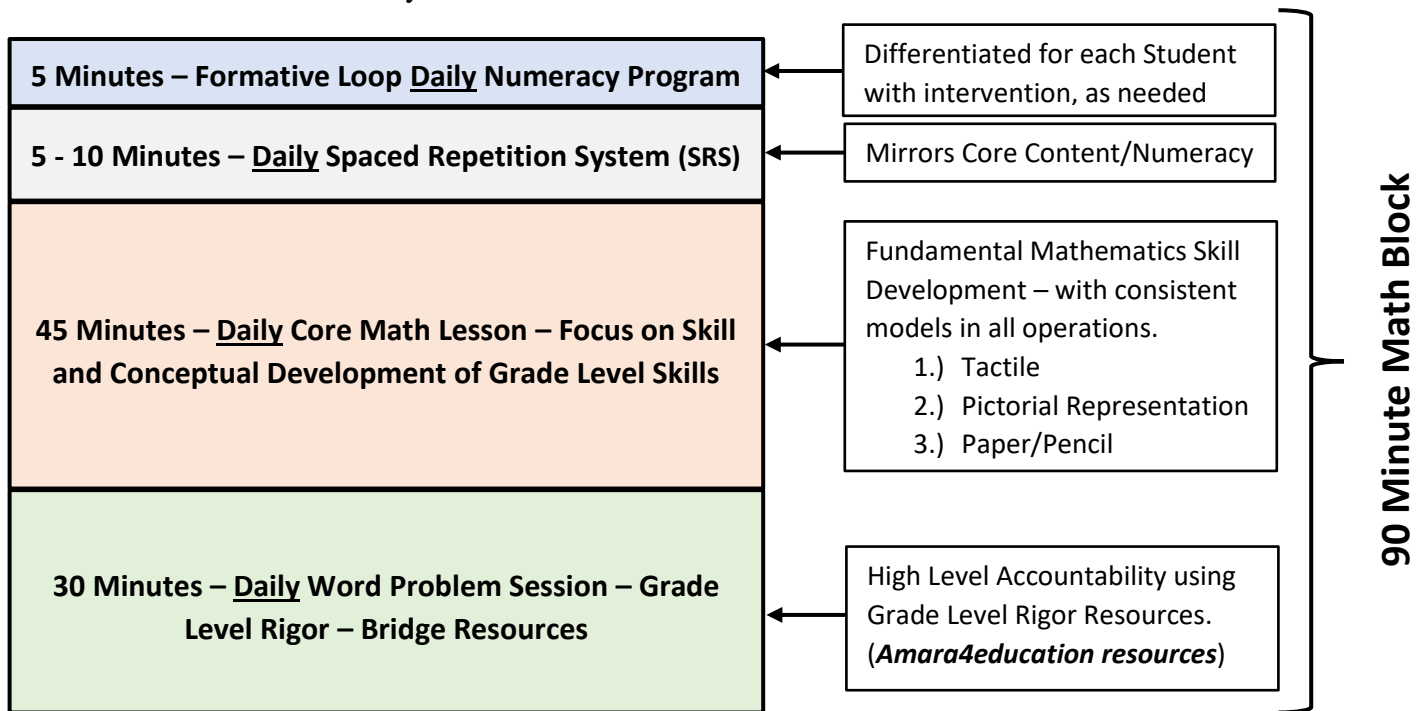 5 Minutes – Formative Loop Daily Numeracy Program
Differentiated for each Student
with intervention, as needed
5 - 10 Minutes – Daily Spaced Repetition System (SRS)
Mirrors Core Content/Numeracy
45 Minutes – Daily Core Math Lesson – Focus on Skill
and Conceptual Development of Grade Level Skills
Fundamental Mathematics Skill
Development – with consistent
models in all operations.
1.) Tactile
2.) Pictorial Representation
3.) Paper/Pencil
30 Minutes – Daily Word Problem Session – Grade
Level Rigor – Bridge Resources
High Level Accountability using
Grade Level Rigor Resources.
(Amara4education resources)
90 Minute Math Block